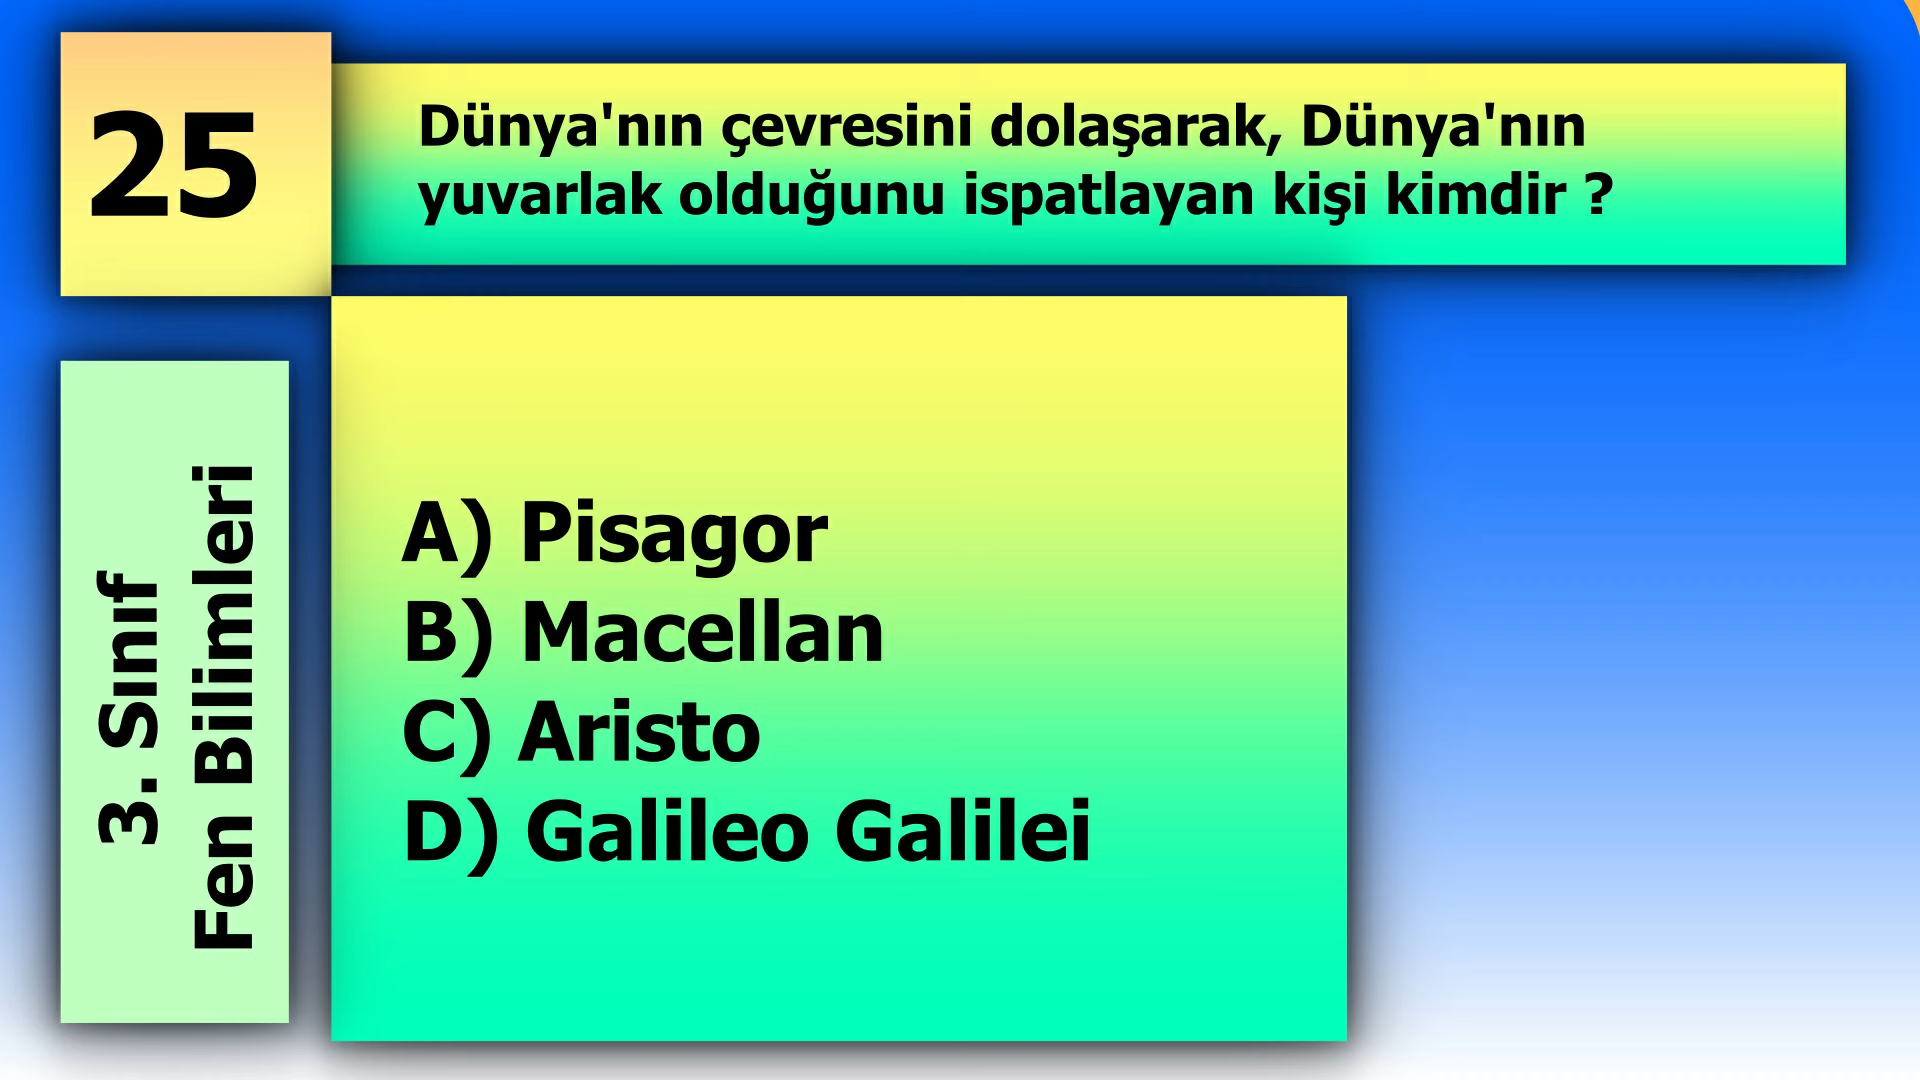 25
Dünya'nın çevresini dolaşarak, Dünya'nın
yuvarlak olduğunu ispatlayan kişi kimdir ?
3. Sınıf
Fen Bilimleri
A) Pisagor
B) Macellan
C) Aristo
D) Galileo Galilei